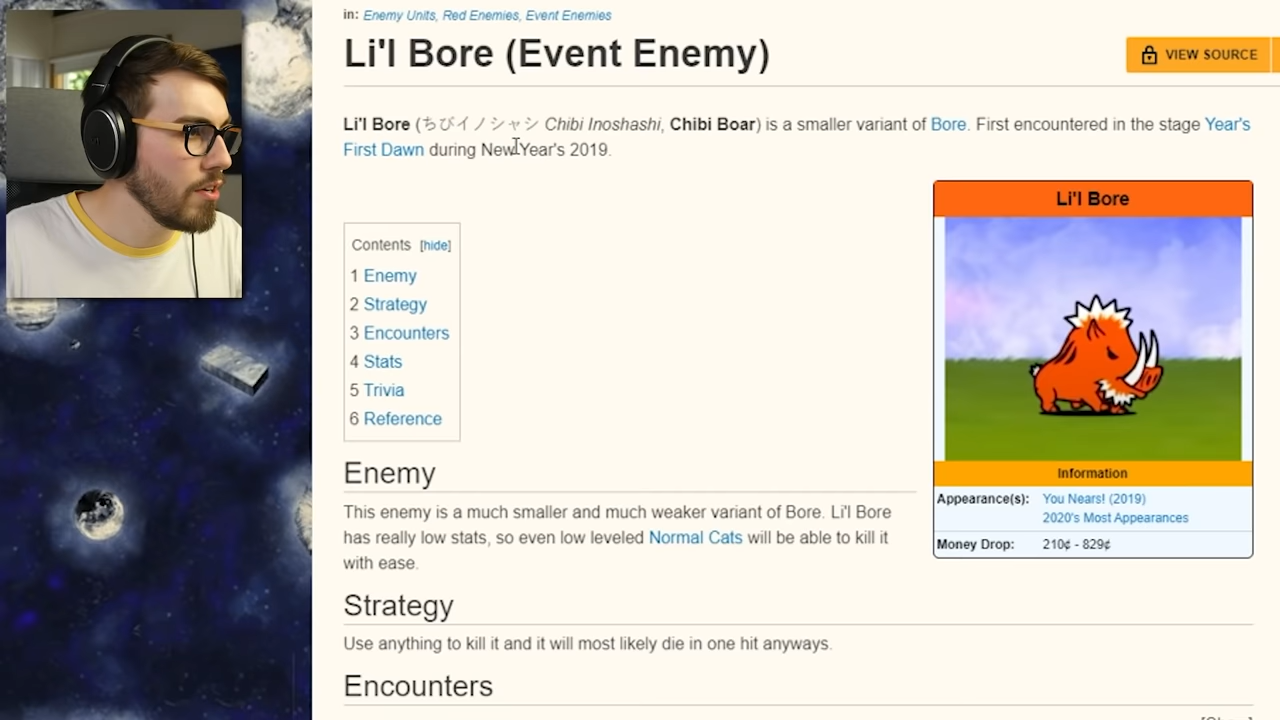 in: Enemy Units, Red Enemies, Event Enemies
Li'l Bore (Event Enemy)
VIEW SOURCE
Li'l Bore (ちびイノシャシ Chibi Inoshashi, Chibi Boar) is a smaller variant of Bore. First encountered in the stage Year's
First Dawn during New Year's 2019.
Li'l Bore
Contents [hide]
1 Enemy
2 Strategy
3 Encounters
4 Stats
5 Trivia
6 Reference
Information
Appearance(s): You Nears! (2019)
2020's Most Appearances
Money Drop: 210¢ - 829¢
Enemy
This enemy is a much smaller and much weaker variant of Bore. Li'l Bore
has really low stats, so even low leveled Normal Cats will be able to kill it
with ease.
Strategy
Use anything to kill it and it will most likely die in one hit anyways.
Encounters